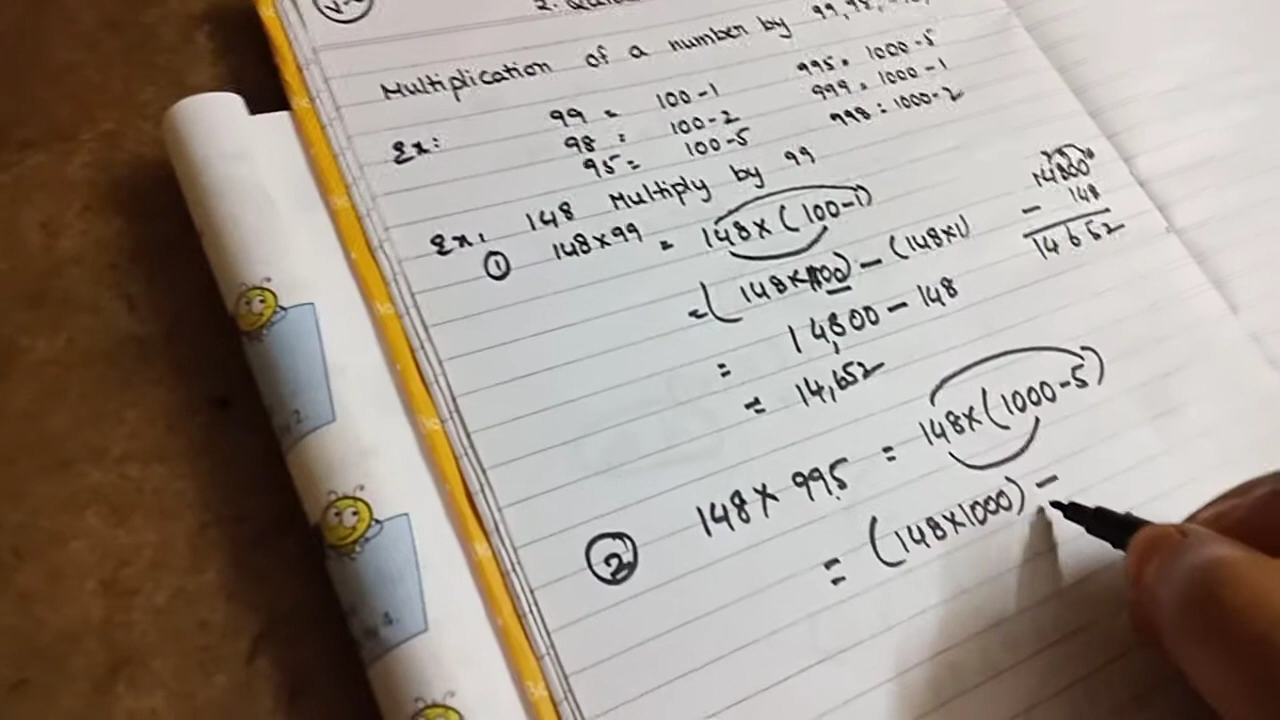 Multiplication of a number by 99, 98,
Ex: 99 = 100-1 995 = 1000-5
98 = 100-2 999 = 1000-1
95 = 100-5 998 = 1000-2
Ex: 148 Multiply by 99
① 148×99 = 148×(100-1)
= (148×100) - (148×1)
= 14,800 - 148
= 14,652
14800
- 148
14652
② 148 × 995 = 148×(1000-5)
= (148×1000) -